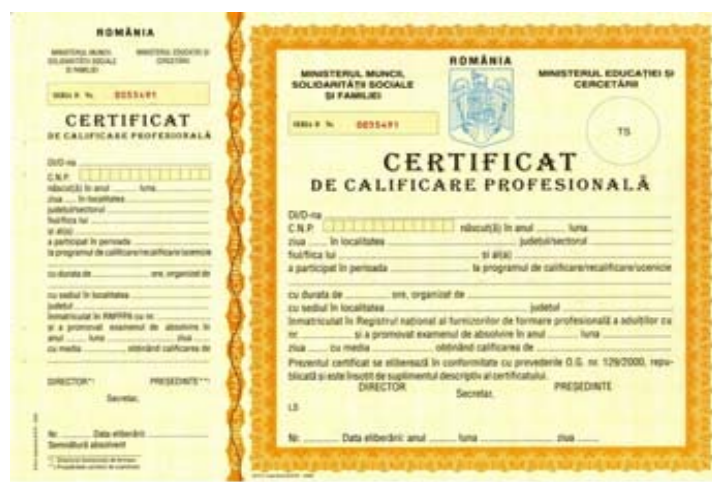 ROMÂNIA
MINISTERUL MUNCII, SOLIDARITĂȚII SOCIALE ȘI FAMILIEI
MINISTERUL EDUCAȚIEI ȘI CERCETĂRII
Nr. 0035491
CERTIFICAT
DE CALIFICARE PROFESIONALĂ
Dl/D-na
C.N.P.
născut(ă) în anul luna
ziua în localitatea
județul/sectorul
fiul/fiica lui
și al(a)
a participat în perioada
la programul de calificare/recalificare/ucenicie
cu durata de ore, organizat de
cu sediul în localitatea
județul
înmatriculat în RNFFPA cu nr.
și a promovat examenul de absolvire în
anul luna ziua
cu media obținând calificarea de
DIRECTOR*) PREȘEDINTE**)
Secretar,
Nr. Data eliberării
Semnătură absolvent
ROMÂNIA
MINISTERUL MUNCII,
SOLIDARITĂȚII SOCIALE
ȘI FAMILIEI
MINISTERUL EDUCAȚIEI ȘI
CERCETĂRII
Nr. 0035491
TS
CERTIFICAT
DE CALIFICARE PROFESIONALĂ
Dl/D-na
C.N.P. născut(ă) în anul luna
ziua în localitatea județul/sectorul
fiul/fiica lui și al(a)
a participat în perioada la programul de calificare/recalificare/ucenicie
cu durata de ore, organizat de
cu sediul în localitatea județul
înmatriculat în Registrul național al furnizorilor de formare profesională a adulților cu
nr. și a promovat examenul de absolvire în anul luna
ziua cu media obținând calificarea de
Prezentul certificat se eliberează în conformitate cu prevederile O.G. nr. 129/2000, repu-
blicată și este însoțit de suplimentul descriptiv al certificatului.
DIRECTOR Secretar, PREȘEDINTE
LS
Nr. Data eliberării: anul luna ziua